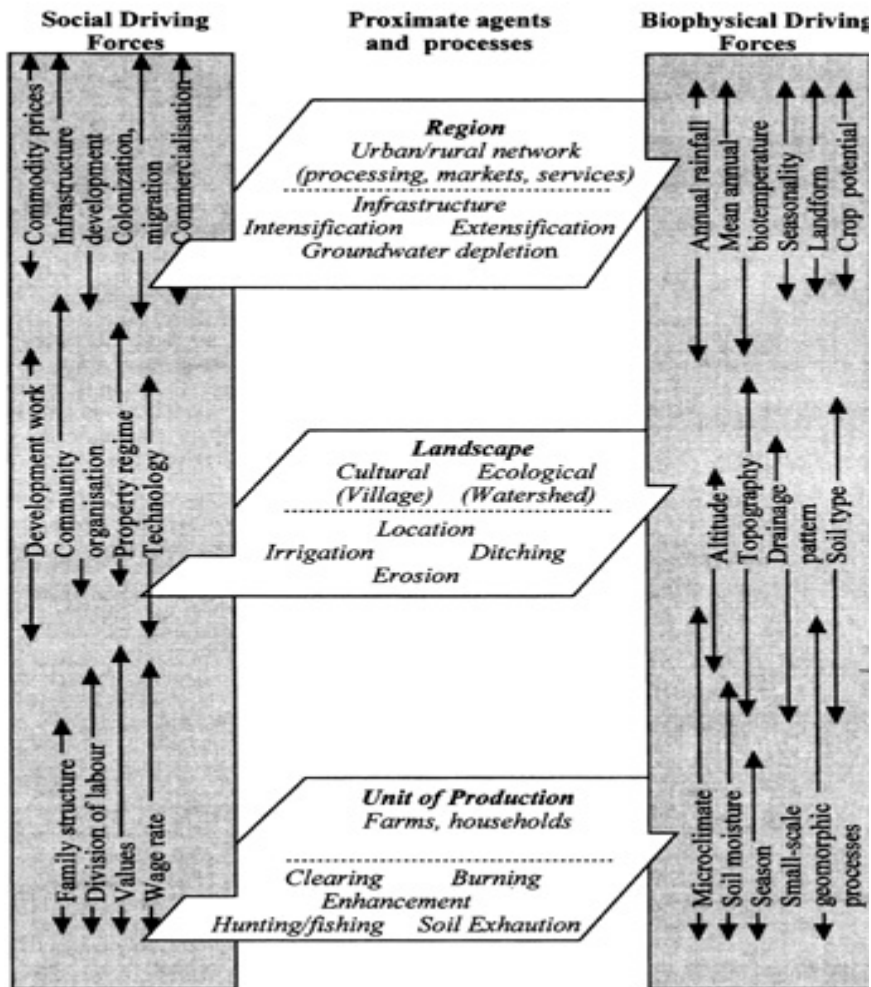 Social Driving
Forces
Proximate agents
and processes
Biophysical Driving
Forces
Commodity prices
Infrastructure
development
Colonization,
migration
Commercialisation
Development work
Community
organisation
Property regime
Technology
Family structure
Division of labour
Values
Wage rate
Region
Urban/rural network
(processing, markets, services)
Infrastructure
Intensification Extensification
Groundwater depletion
Landscape
Cultural Ecological
(Village) (Watershed)
Location
Irrigation Ditching
Erosion
Unit of Production
Farms, households
Clearing Burning
Enhancement
Hunting/fishing Soil Exhaution
Annual rainfall
Mean annual
biotemperature
Seasonality
Landform
Crop potential
Altitude
Topography
Drainage
pattern
Soil type
Microclimate
Soil moisture
Season
Small-scale
geomorphic
processes